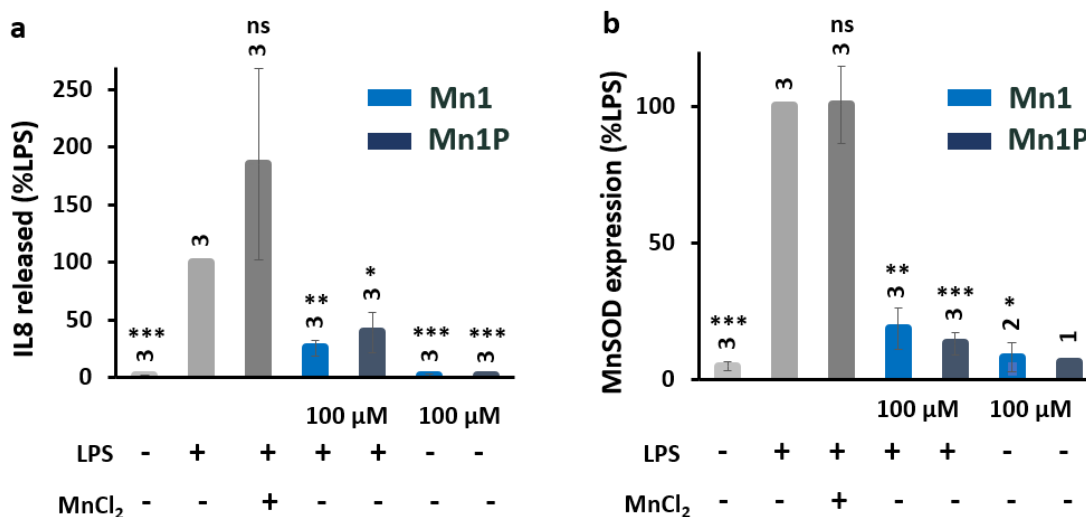 a
IL8 released (%LPS)
250
200
150
100
50
0
*** 3
3
ns 3
** 3
* 3
*** 3
*** 3
Mn1
Mn1P
100 µM 100 µM
LPS - + + + + - -
MnCl₂ - - + - - - -
b
MnSOD expression (%LPS)
100
50
0
*** 3
3
ns 3
** 3
*** 3
* 2
1
Mn1
Mn1P
100 µM 100 µM
LPS - + + + + - -
MnCl₂ - - + - - - -